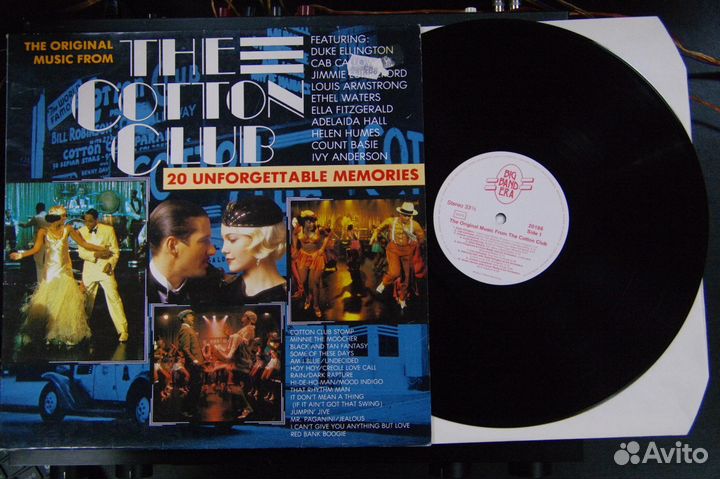 THE ORIGINAL
MUSIC FROM
THE
COTTON
CLUB
20 UNFORGETTABLE MEMORIES
FEATURING:
DUKE ELLINGTON
CAB
JIMMIE
LOUIS ARMSTRONG
ETHEL WATERS
ELLA FITZGERALD
ADELAIDA HALL
HELEN HUMES
COUNT BASIE
IVY ANDERSON
BILL
COTTON
COTTON CLUB STOMP
MINNIE THE MOOCHER
BLACK AND TAN FANTASY
SOME OF THESE DAYS
AM I BLUE/UNDECIDED
HOY HOY/CREOLE LOVE CALL
RAIN/DARK RAPTURE
HI-DE-HO-MAN/MOOD INDIGO
THAT RHYTHM MAN
IT DON'T MEAN A THING
(IF IT AIN'T GOT THAT SWING)
JUMPIN' JIVE
MR. PAGANINI/JEALOUS
I CAN'T GIVE YOU ANYTHING BUT LOVE
RED BANK BOOGIE
BIG
BAND
ERA
Stereo 33⅓
20186
Side 1
The Original Music From The Cotton Club
Avito